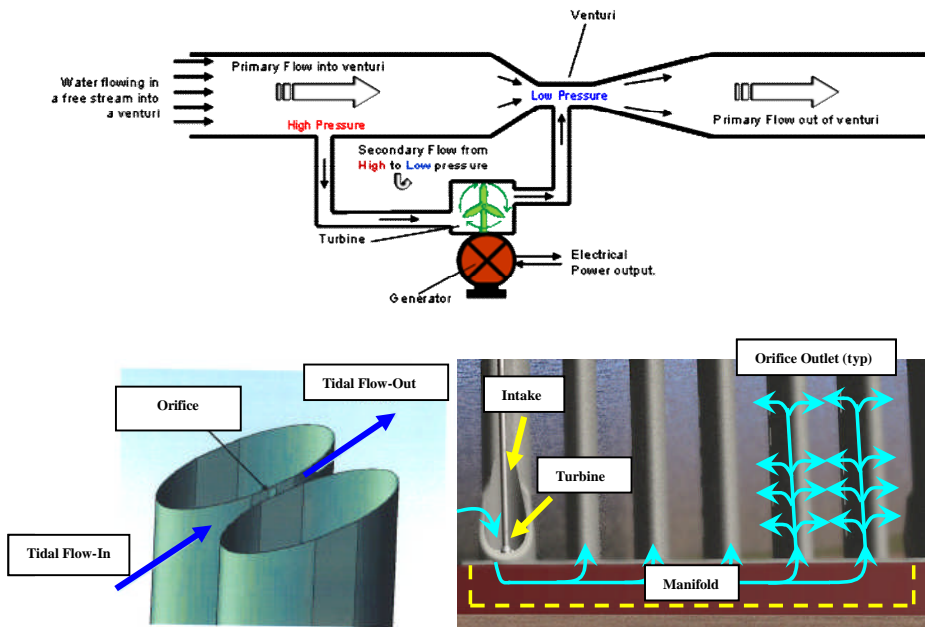 Venturi
Water flowing in
a free stream into
a venturi
Primary Flow into venturi
Low Pressure
High Pressure
Primary Flow out of venturi
Secondary Flow from
High to Low pressure
Turbine
Electrical
Power output.
Generator
Tidal Flow-Out
Orifice
Tidal Flow-In
Orifice Outlet (typ)
Intake
Turbine
Manifold